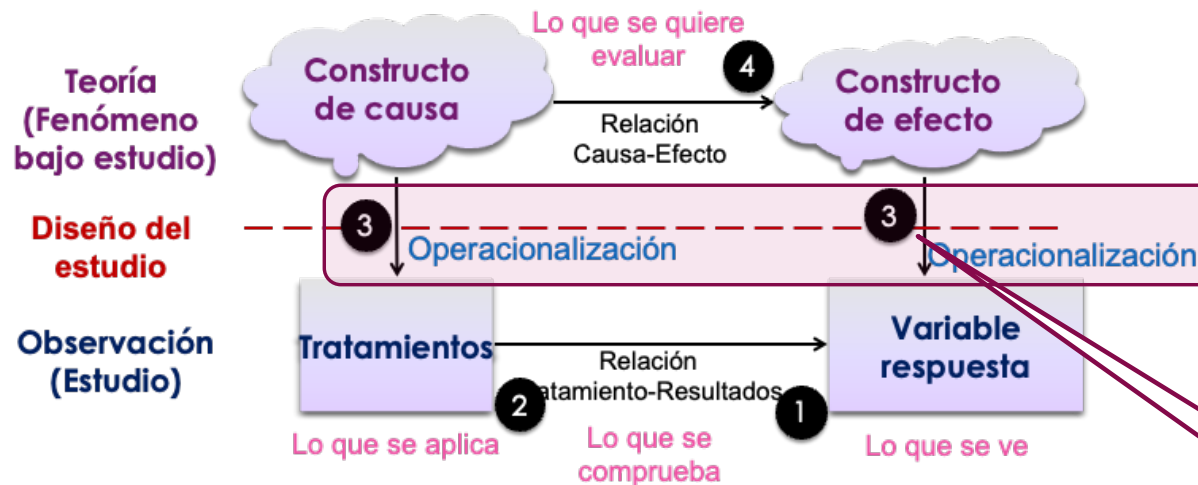 Lo que se quiere
evaluar
4
Teoría
(Fenómeno
bajo estudio)
Constructo
de causa
Constructo
de efecto
Relación
Causa-Efecto
Diseño del
estudio
3
Operacionalización
3
Operacionalización
Observación
(Estudio)
Tratamientos
Relación
atamiento-Resultados
Variable
respuesta
2
1
Lo que se aplica
Lo que se
comprueba
Lo que se ve